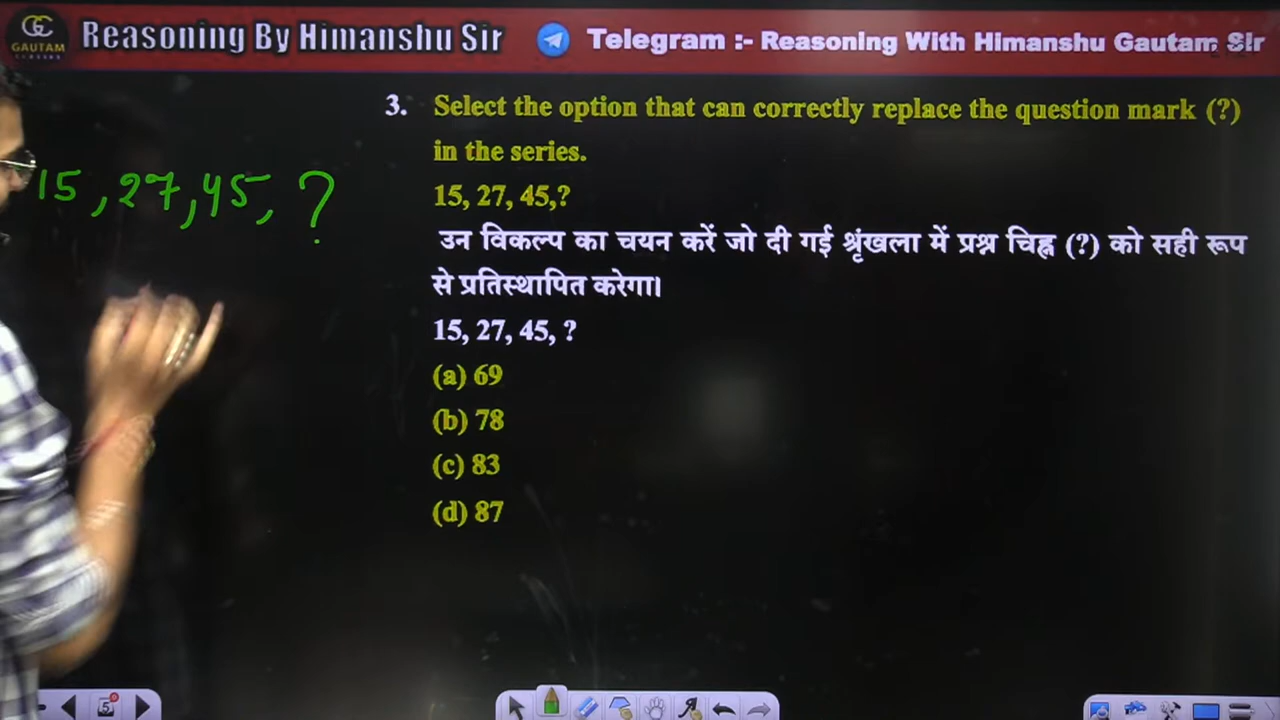 GC
GAUTAM
CLASSES
Reasoning By Himanshu Sir
Telegram :- Reasoning With Himanshu Gautam Sir
3. Select the option that can correctly replace the question mark (?)
in the series.
15, 27, 45,?
उन विकल्प का चयन करें जो दी गई श्रृंखला में प्रश्न चिह्न (?) को सही रूप
से प्रतिस्थापित करेगा।
15, 27, 45, ?
(a) 69
(b) 78
(c) 83
(d) 87
15, 27, 45, ?
5